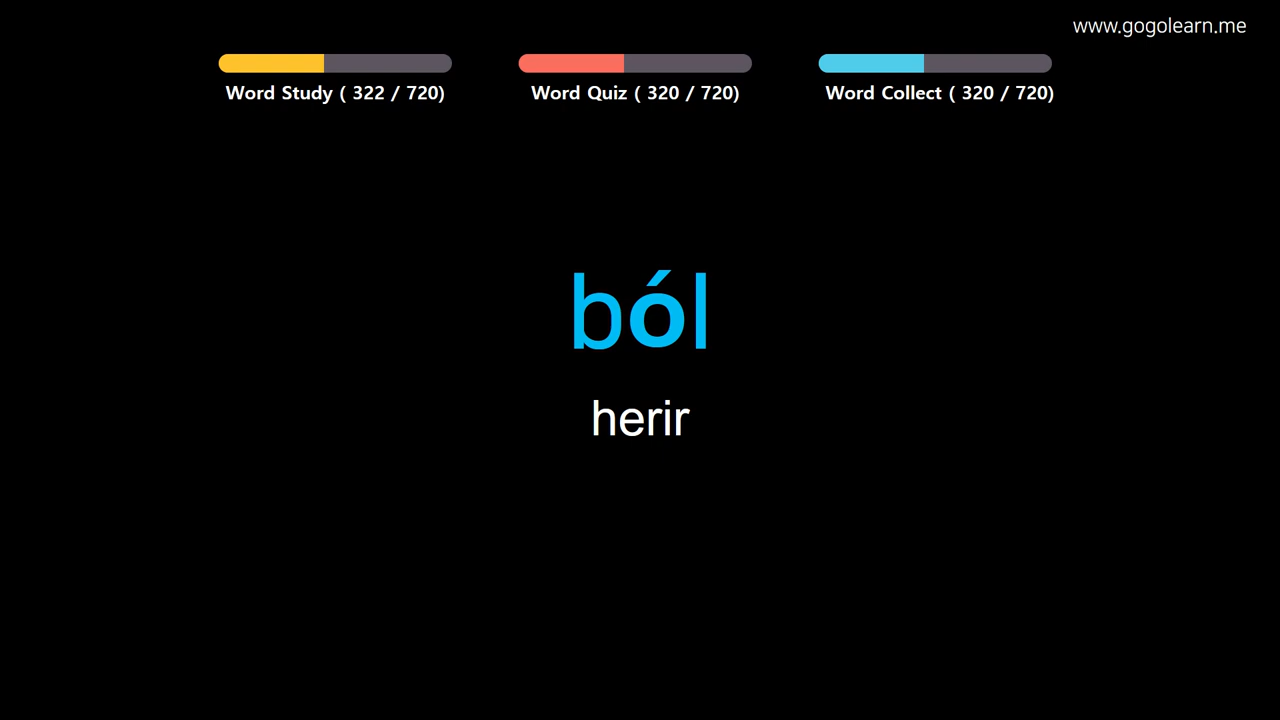 www.gogolearn.me
Word Study ( 322 / 720)
Word Quiz ( 320 / 720)
Word Collect ( 320 / 720)
ból
herir